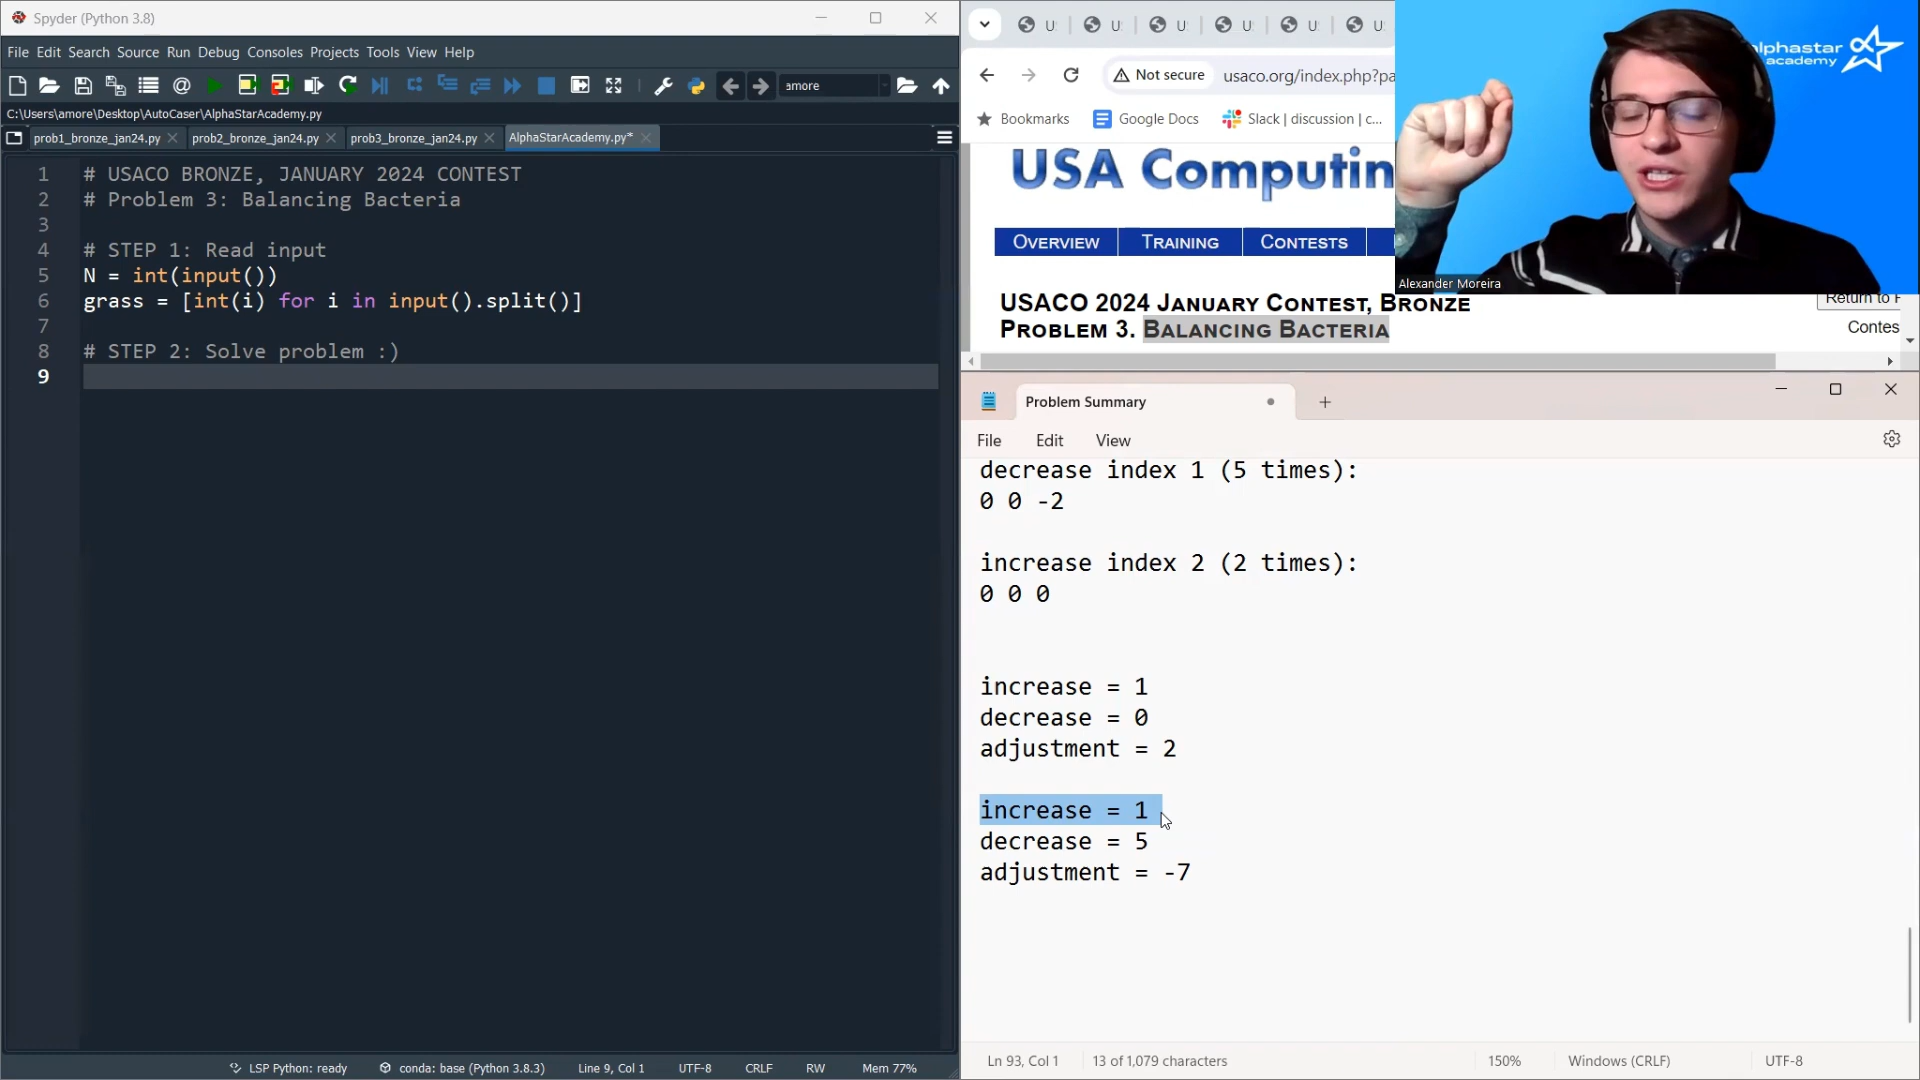 Spyder (Python 3.8)
File Edit Search Source Run Debug Consoles Projects Tools View Help
amore
C:\Users\amore\Desktop\AutoCaser\AlphaStarAcademy.py
prob1_bronze_jan24.py
prob2_bronze_jan24.py
prob3_bronze_jan24.py
AlphaStarAcademy.py*
1 # USACO BRONZE, JANUARY 2024 CONTEST
2 # Problem 3: Balancing Bacteria
3
4 # STEP 1: Read input
5 N = int(input())
6 grass = [int(i) for i in input().split()]
7
8 # STEP 2: Solve problem :)
9
LSP Python: ready
conda: base (Python 3.8.3)
Line 9, Col 1
UTF-8
CRLF
RW
Mem 77%
U U U U U U
Not secure
usaco.org/index.php?pa
Bookmarks
Google Docs
Slack | discussion | c...
USA Computin
OVERVIEW
TRAINING
CONTESTS
USACO 2024 JANUARY CONTEST, BRONZE
PROBLEM 3. BALANCING BACTERIA
Return to
Contes
alphastar
academy
Alexander Moreira
Problem Summary
File Edit View
decrease index 1 (5 times):
0 0 -2
increase index 2 (2 times):
0 0 0
increase = 1
decrease = 0
adjustment = 2
increase = 1
decrease = 5
adjustment = -7
Ln 93, Col 1
13 of 1,079 characters
150%
Windows (CRLF)
UTF-8